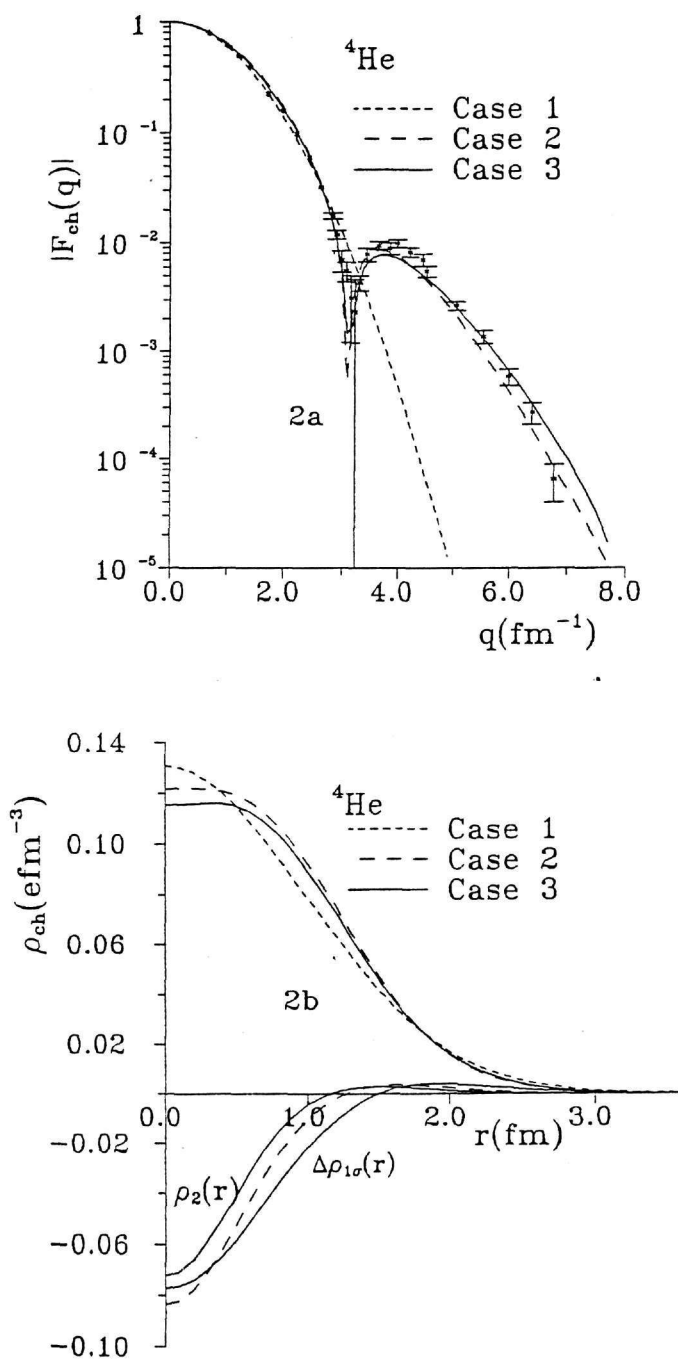 1
⁴He
Case 1
Case 2
Case 3
10⁻¹
|F_ch(q)|
10⁻²
10⁻³
2a
10⁻⁴
10⁻⁵
0.0 2.0 4.0 6.0 8.0
q(fm⁻¹)
0.14
⁴He
Case 1
Case 2
Case 3
ρ_ch(efm⁻³)
0.10
0.06
2b
0.02
0.0 1.0 2.0 3.0
r(fm)
−0.02
Δρ_1σ(r)
ρ₂(r)
−0.06
−0.10